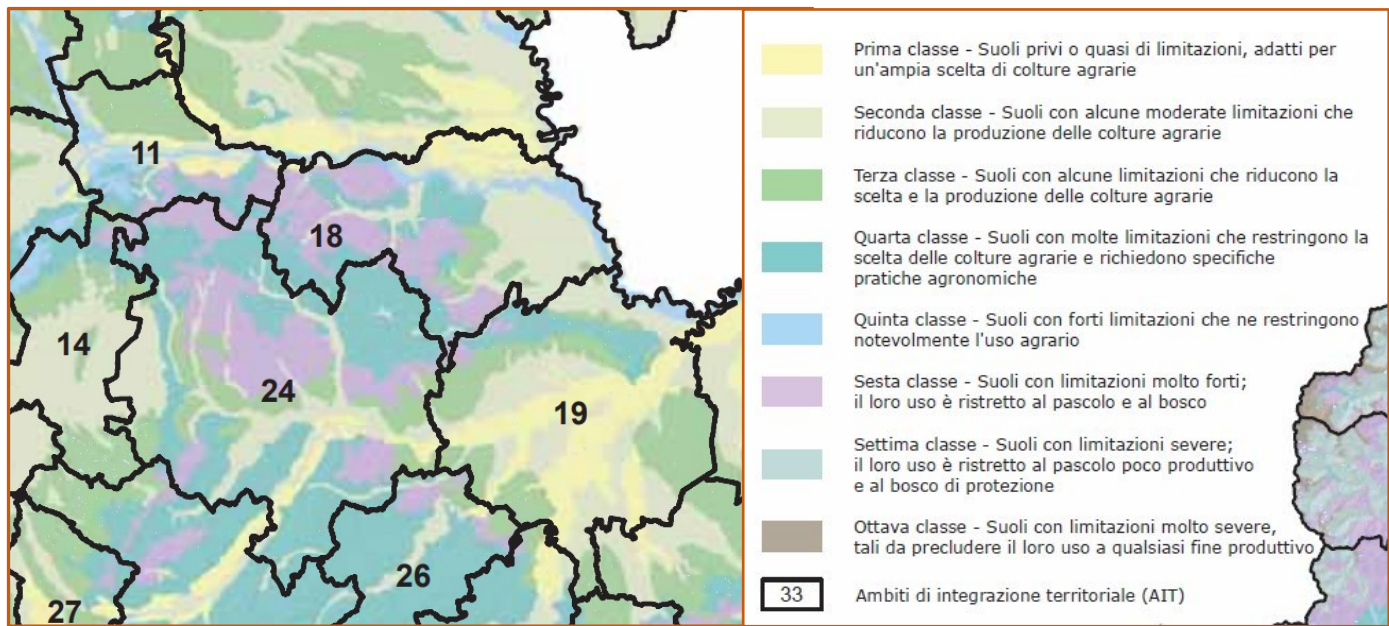 11
18
14
24
19
26
27
Prima classe - Suoli privi o quasi di limitazioni, adatti per
un'ampia scelta di colture agrarie
Seconda classe - Suoli con alcune moderate limitazioni che
riducono la produzione delle colture agrarie
Terza classe - Suoli con alcune limitazioni che riducono la
scelta e la produzione delle colture agrarie
Quarta classe - Suoli con molte limitazioni che restringono la
scelta delle colture agrarie e richiedono specifiche
pratiche agronomiche
Quinta classe - Suoli con forti limitazioni che ne restringono
notevolmente l'uso agrario
Sesta classe - Suoli con limitazioni molto forti;
il loro uso è ristretto al pascolo e al bosco
Settima classe - Suoli con limitazioni severe;
il loro uso è ristretto al pascolo poco produttivo
e al bosco di protezione
Ottava classe - Suoli con limitazioni molto severe,
tali da precludere il loro uso a qualsiasi fine produttivo
33 Ambiti di integrazione territoriale (AIT)